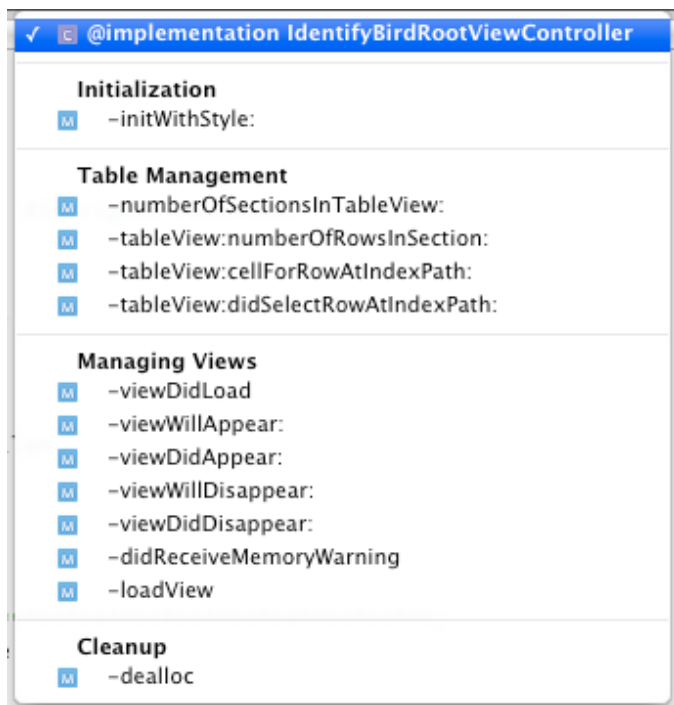 ✓ C @implementation IdentifyBirdRootViewController
Initialization
M -initWithStyle:
Table Management
M -numberOfSectionsInTableView:
M -tableView:numberOfRowsInSection:
M -tableView:cellForRowAtIndexPath:
M -tableView:didSelectRowAtIndexPath:
Managing Views
M -viewDidLoad
M -viewWillAppear:
M -viewDidAppear:
M -viewWillDisappear:
M -viewDidDisappear:
M -didReceiveMemoryWarning
M -loadView
Cleanup
M -dealloc